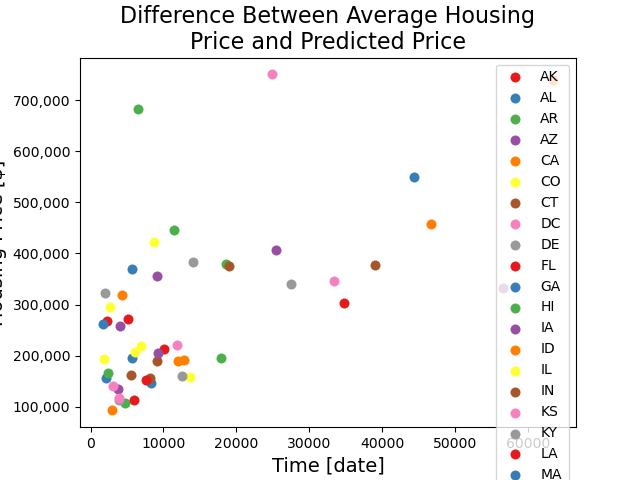 Difference Between Average Housing
Price and Predicted Price
700,000
600,000
500,000
400,000
300,000
200,000
100,000
0
10000
20000
30000
40000
50000
60000
Time [date]
AK
AL
AR
AZ
CA
CO
CT
DC
DE
FL
GA
HI
IA
ID
IL
IN
KS
KY
LA
MA